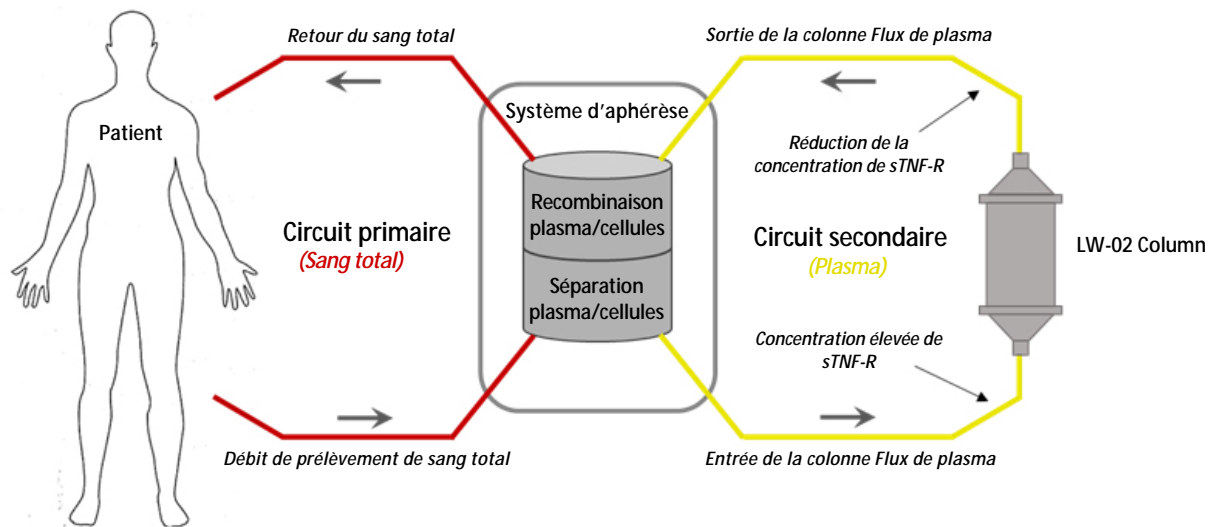 Retour du sang total
Sortie de la colonne Flux de plasma
Système d'aphérèse
Patient
Réduction de la
concentration de sTNF-R
Recombinaison
plasma/cellules
Circuit primaire
(Sang total)
Circuit secondaire
(Plasma)
LW-02 Column
Séparation
plasma/cellules
Concentration élevée de
sTNF-R
Débit de prélèvement de sang total
Entrée de la colonne Flux de plasma